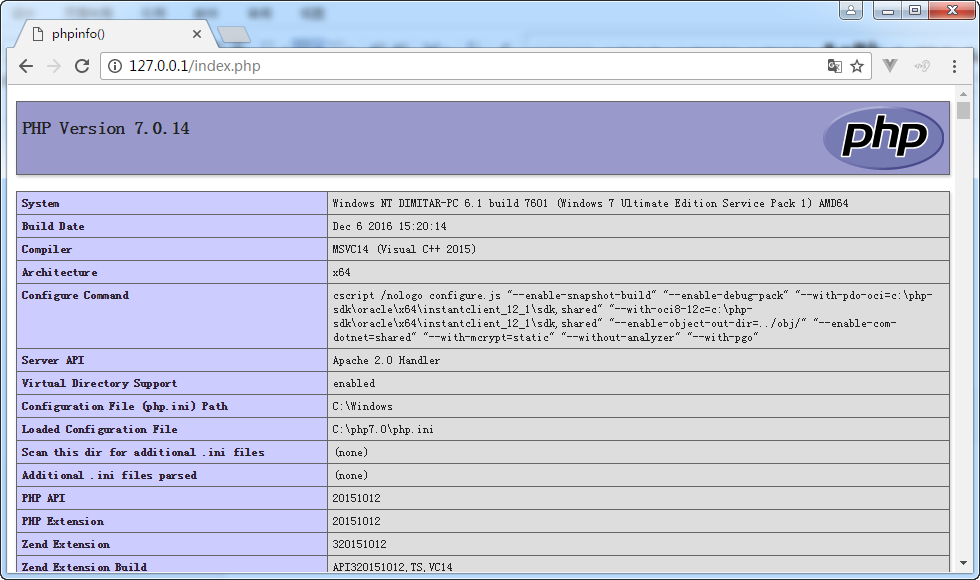 phpinfo()
127.0.0.1/index.php
PHP Version 7.0.14
php
System Windows NT DIMITAR-PC 6.1 build 7601 (Windows 7 Ultimate Edition Service Pack 1) AMD64
Build Date Dec 6 2016 15:20:14
Compiler MSVC14 (Visual C++ 2015)
Architecture x64
Configure Command cscript /nologo configure.js "--enable-snapshot-build" "--enable-debug-pack" "--with-pdo-oci=c:\php-
sdk\oracle\x64\instantclient_12_1\sdk,shared" "--with-oci8-12c=c:\php-
sdk\oracle\x64\instantclient_12_1\sdk,shared" "--enable-object-out-dir=../obj/" "--enable-com-
dotnet=shared" "--with-mcrypt=static" "--without-analyzer" "--with-pgo"
Server API Apache 2.0 Handler
Virtual Directory Support enabled
Configuration File (php.ini) Path C:\Windows
Loaded Configuration File C:\php7.0\php.ini
Scan this dir for additional .ini files (none)
Additional .ini files parsed (none)
PHP API 20151012
PHP Extension 20151012
Zend Extension 320151012
Zend Extension Build API320151012,TS,VC14